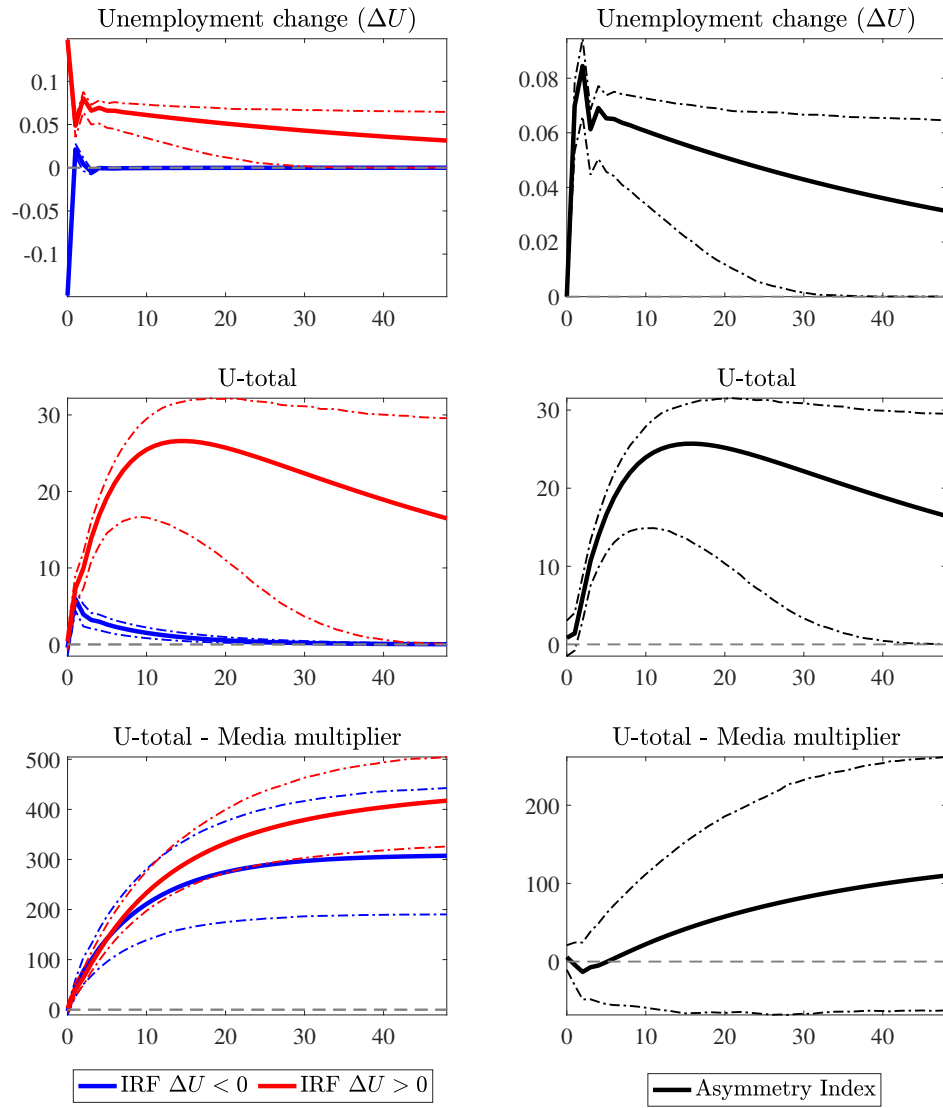 Unemployment change (ΔU)
Unemployment change (ΔU)
0.1
0.05
0
-0.05
-0.1
0 10 20 30 40
0.08
0.06
0.04
0.02
0
0 10 20 30 40
U-total
U-total
30
20
10
0
0 10 20 30 40
30
20
10
0
0 10 20 30 40
U-total - Media multiplier
U-total - Media multiplier
500
400
300
200
100
0
0 10 20 30 40
200
100
0
0 10 20 30 40
IRF ΔU < 0 IRF ΔU > 0
Asymmetry Index